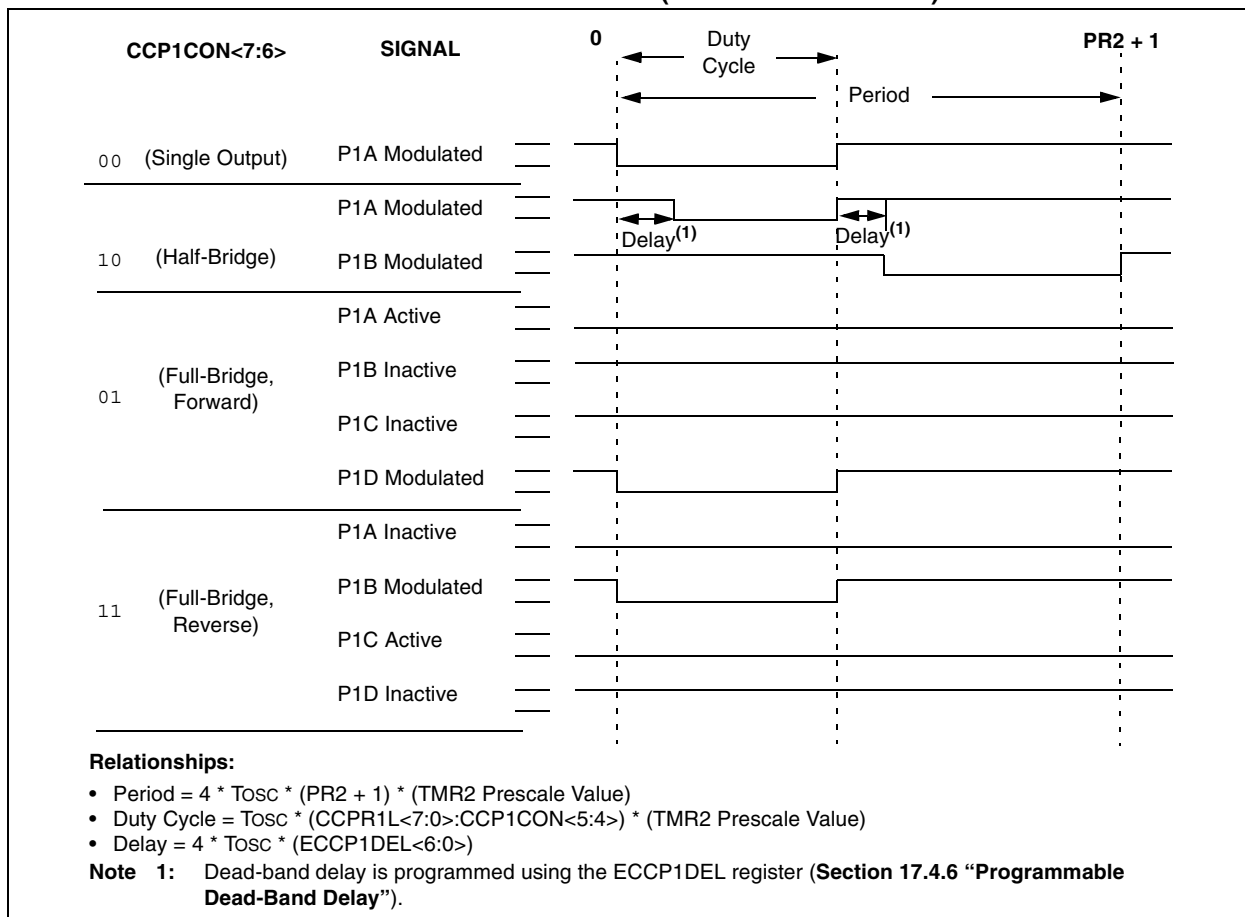 CCP1CON<7:6> SIGNAL 0 Duty Cycle PR2 + 1
Period
00 (Single Output) P1A Modulated
P1A Modulated
Delay(1) Delay(1)
10 (Half-Bridge) P1B Modulated
P1A Active
P1B Inactive
01 (Full-Bridge, Forward)
P1C Inactive
P1D Modulated
P1A Inactive
P1B Modulated
11 (Full-Bridge, Reverse)
P1C Active
P1D Inactive
Relationships:
• Period = 4 * TOSC * (PR2 + 1) * (TMR2 Prescale Value)
• Duty Cycle = TOSC * (CCPR1L<7:0>:CCP1CON<5:4>) * (TMR2 Prescale Value)
• Delay = 4 * TOSC * (ECCP1DEL<6:0>)
Note 1: Dead-band delay is programmed using the ECCP1DEL register (Section 17.4.6 “Programmable
Dead-Band Delay”).